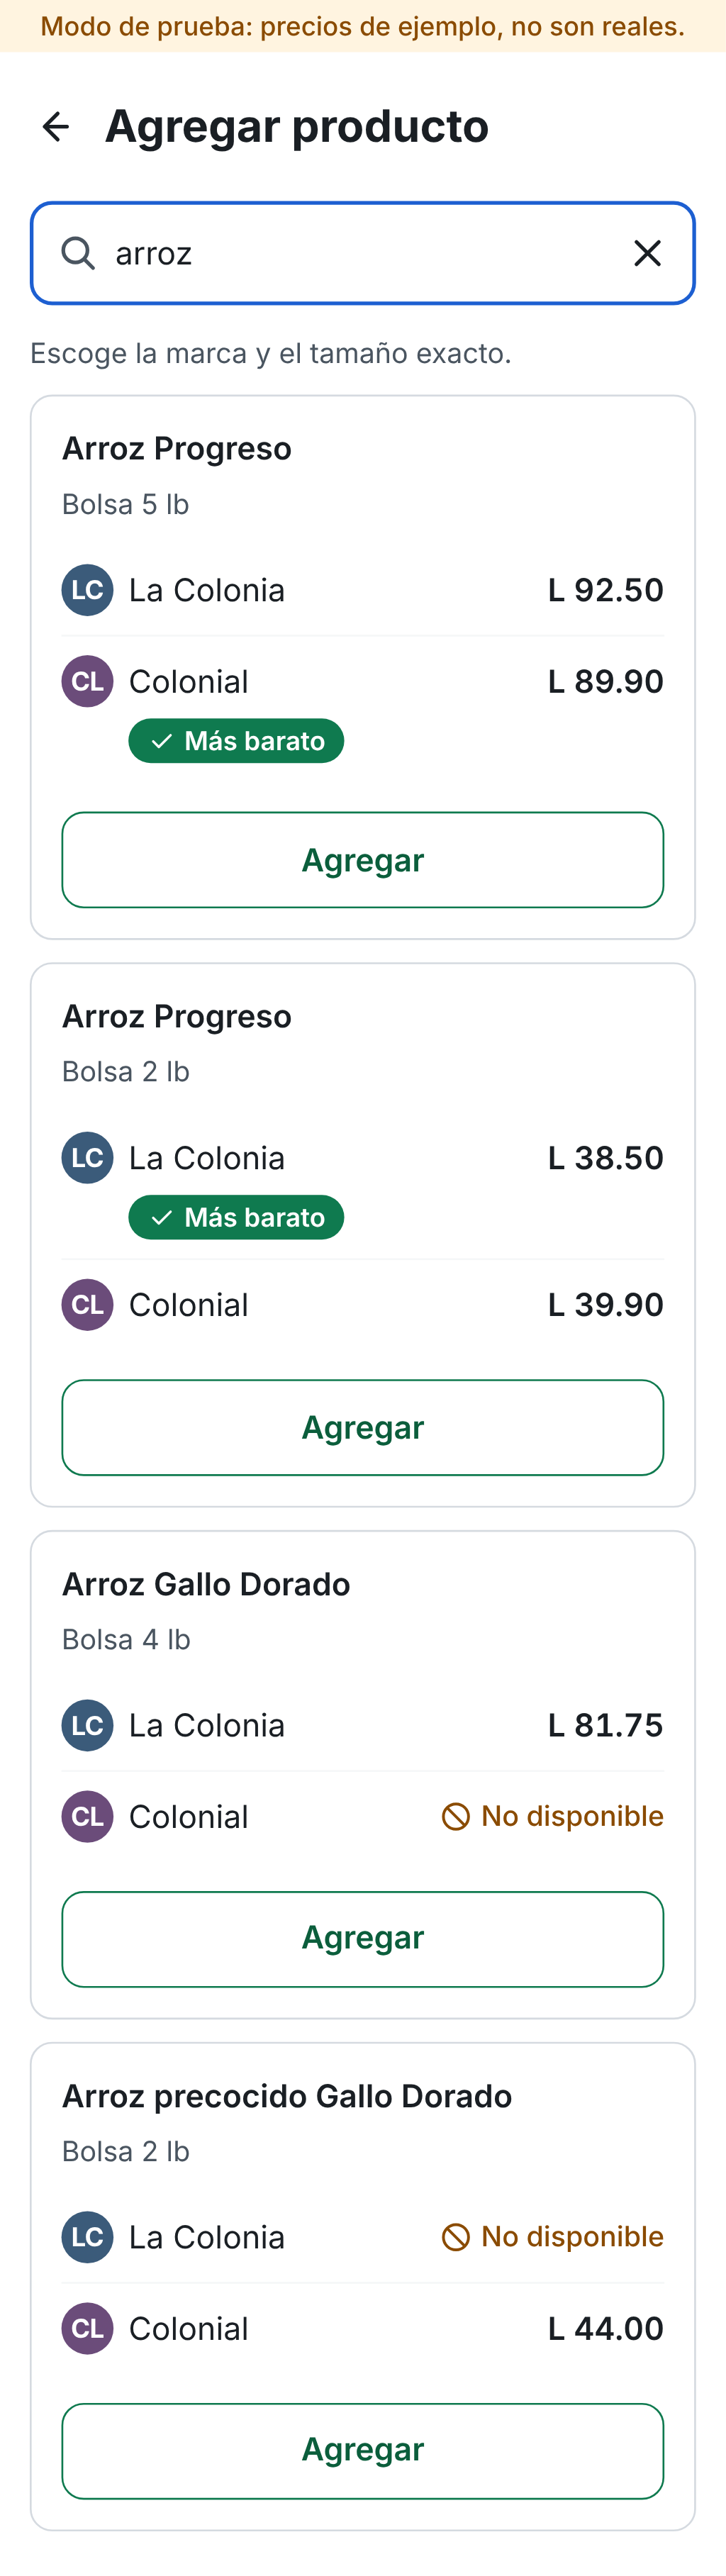 Modo de prueba: precios de ejemplo, no son reales.
Agregar producto
arroz
Escoge la marca y el tamaño exacto.
Arroz Progreso
Bolsa 5 lb
LC La Colonia L 92.50
CL Colonial L 89.90
Más barato
Agregar
Arroz Progreso
Bolsa 2 lb
LC La Colonia L 38.50
Más barato
CL Colonial L 39.90
Agregar
Arroz Gallo Dorado
Bolsa 4 lb
LC La Colonia L 81.75
CL Colonial No disponible
Agregar
Arroz precocido Gallo Dorado
Bolsa 2 lb
LC La Colonia No disponible
CL Colonial L 44.00
Agregar